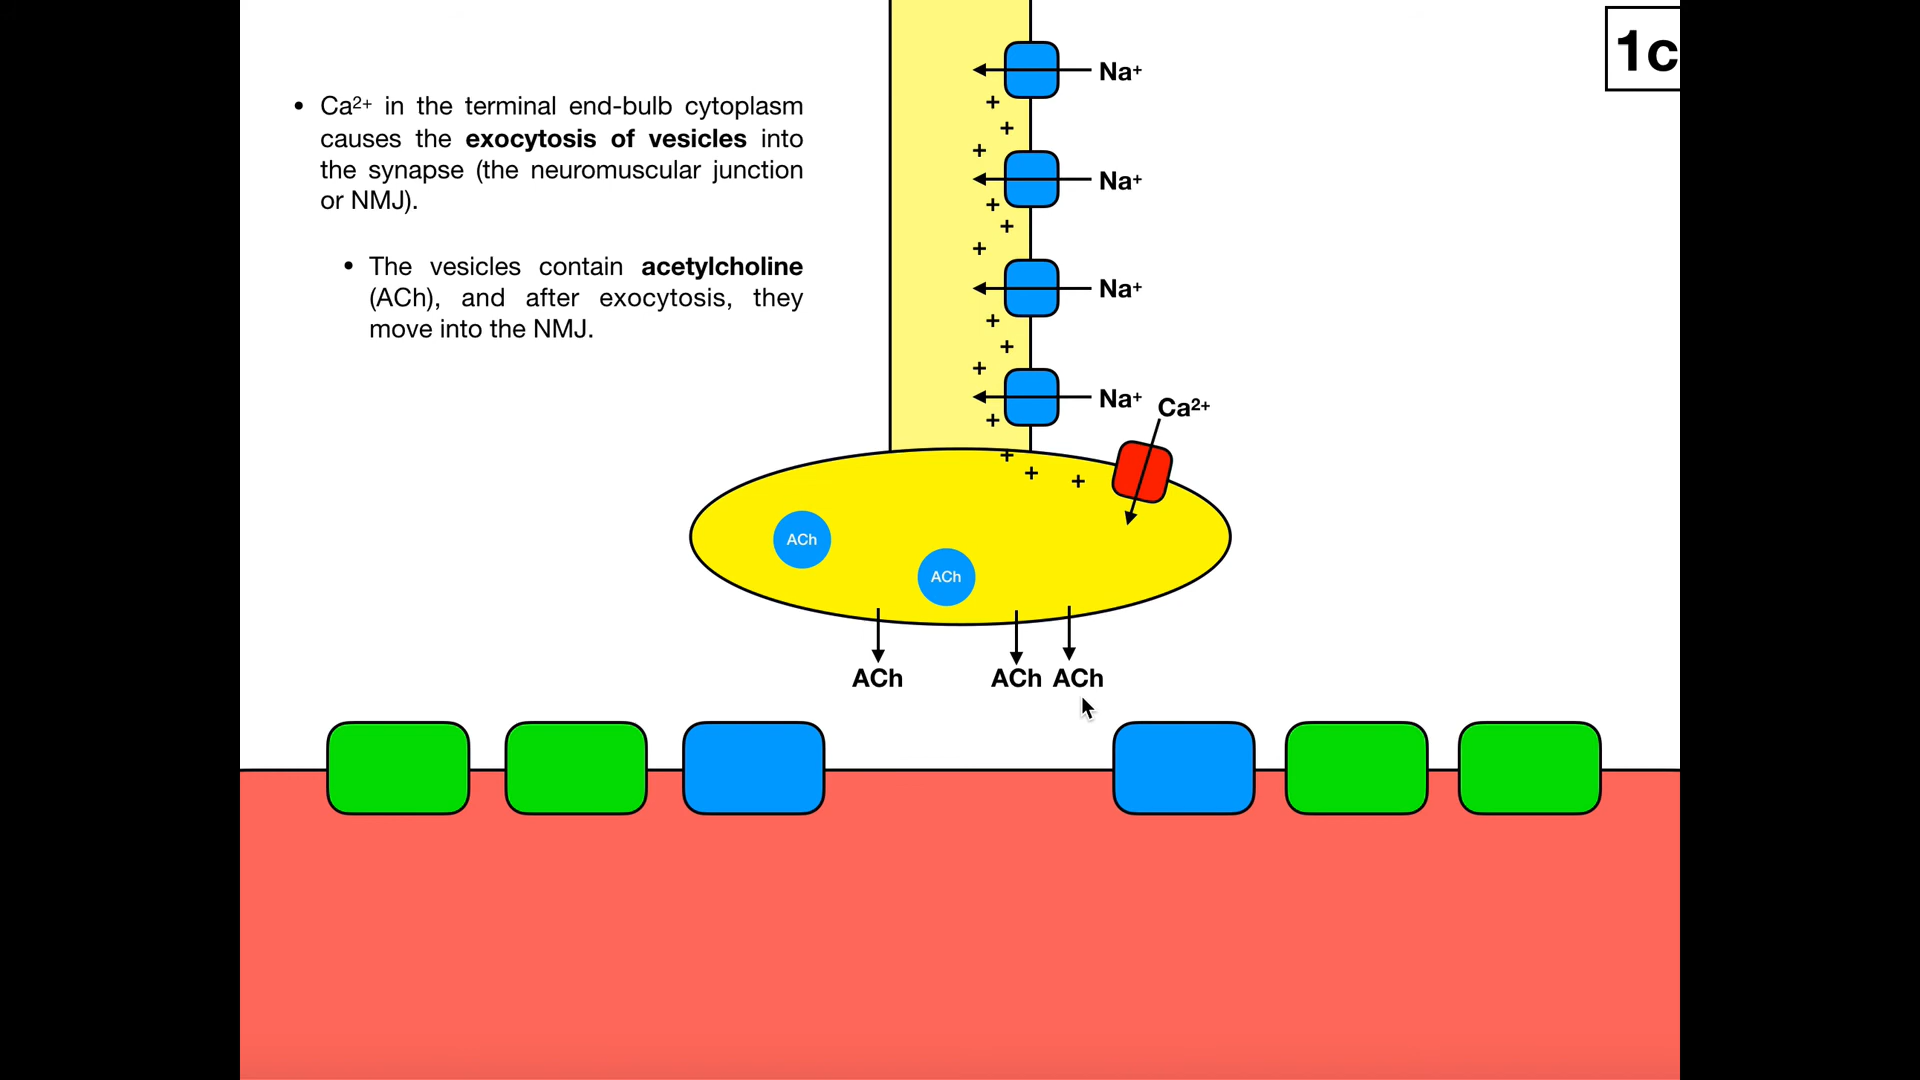 1c
• Ca²⁺ in the terminal end-bulb cytoplasm
causes the exocytosis of vesicles into
the synapse (the neuromuscular junction
or NMJ).
• The vesicles contain acetylcholine
(ACh), and after exocytosis, they
move into the NMJ.
Na⁺
+
+
+
Na⁺
+
+
+
Na⁺
+
+
+
Na⁺
Ca²⁺
+
+
+
+
ACh
ACh
ACh ACh ACh